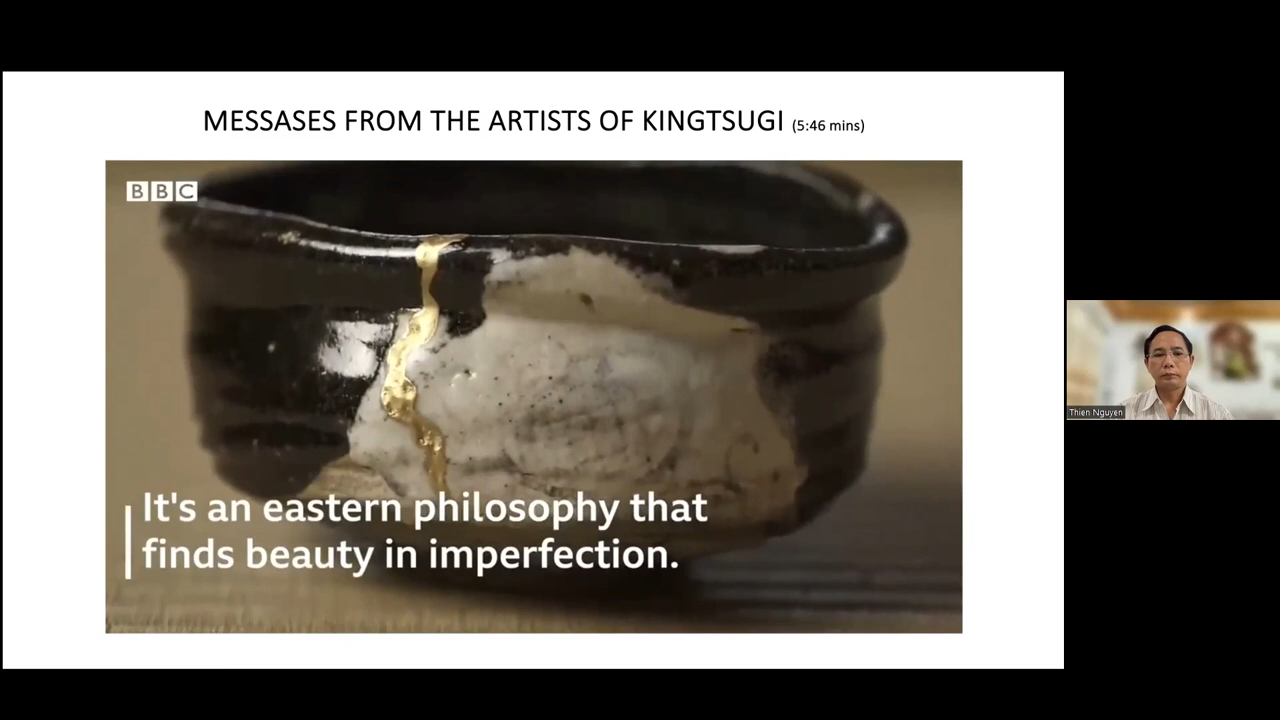 MESSASES FROM THE ARTISTS OF KINGTSUGI (5:46 mins)
BBC
It's an eastern philosophy that
finds beauty in imperfection.
Thien Nguyen